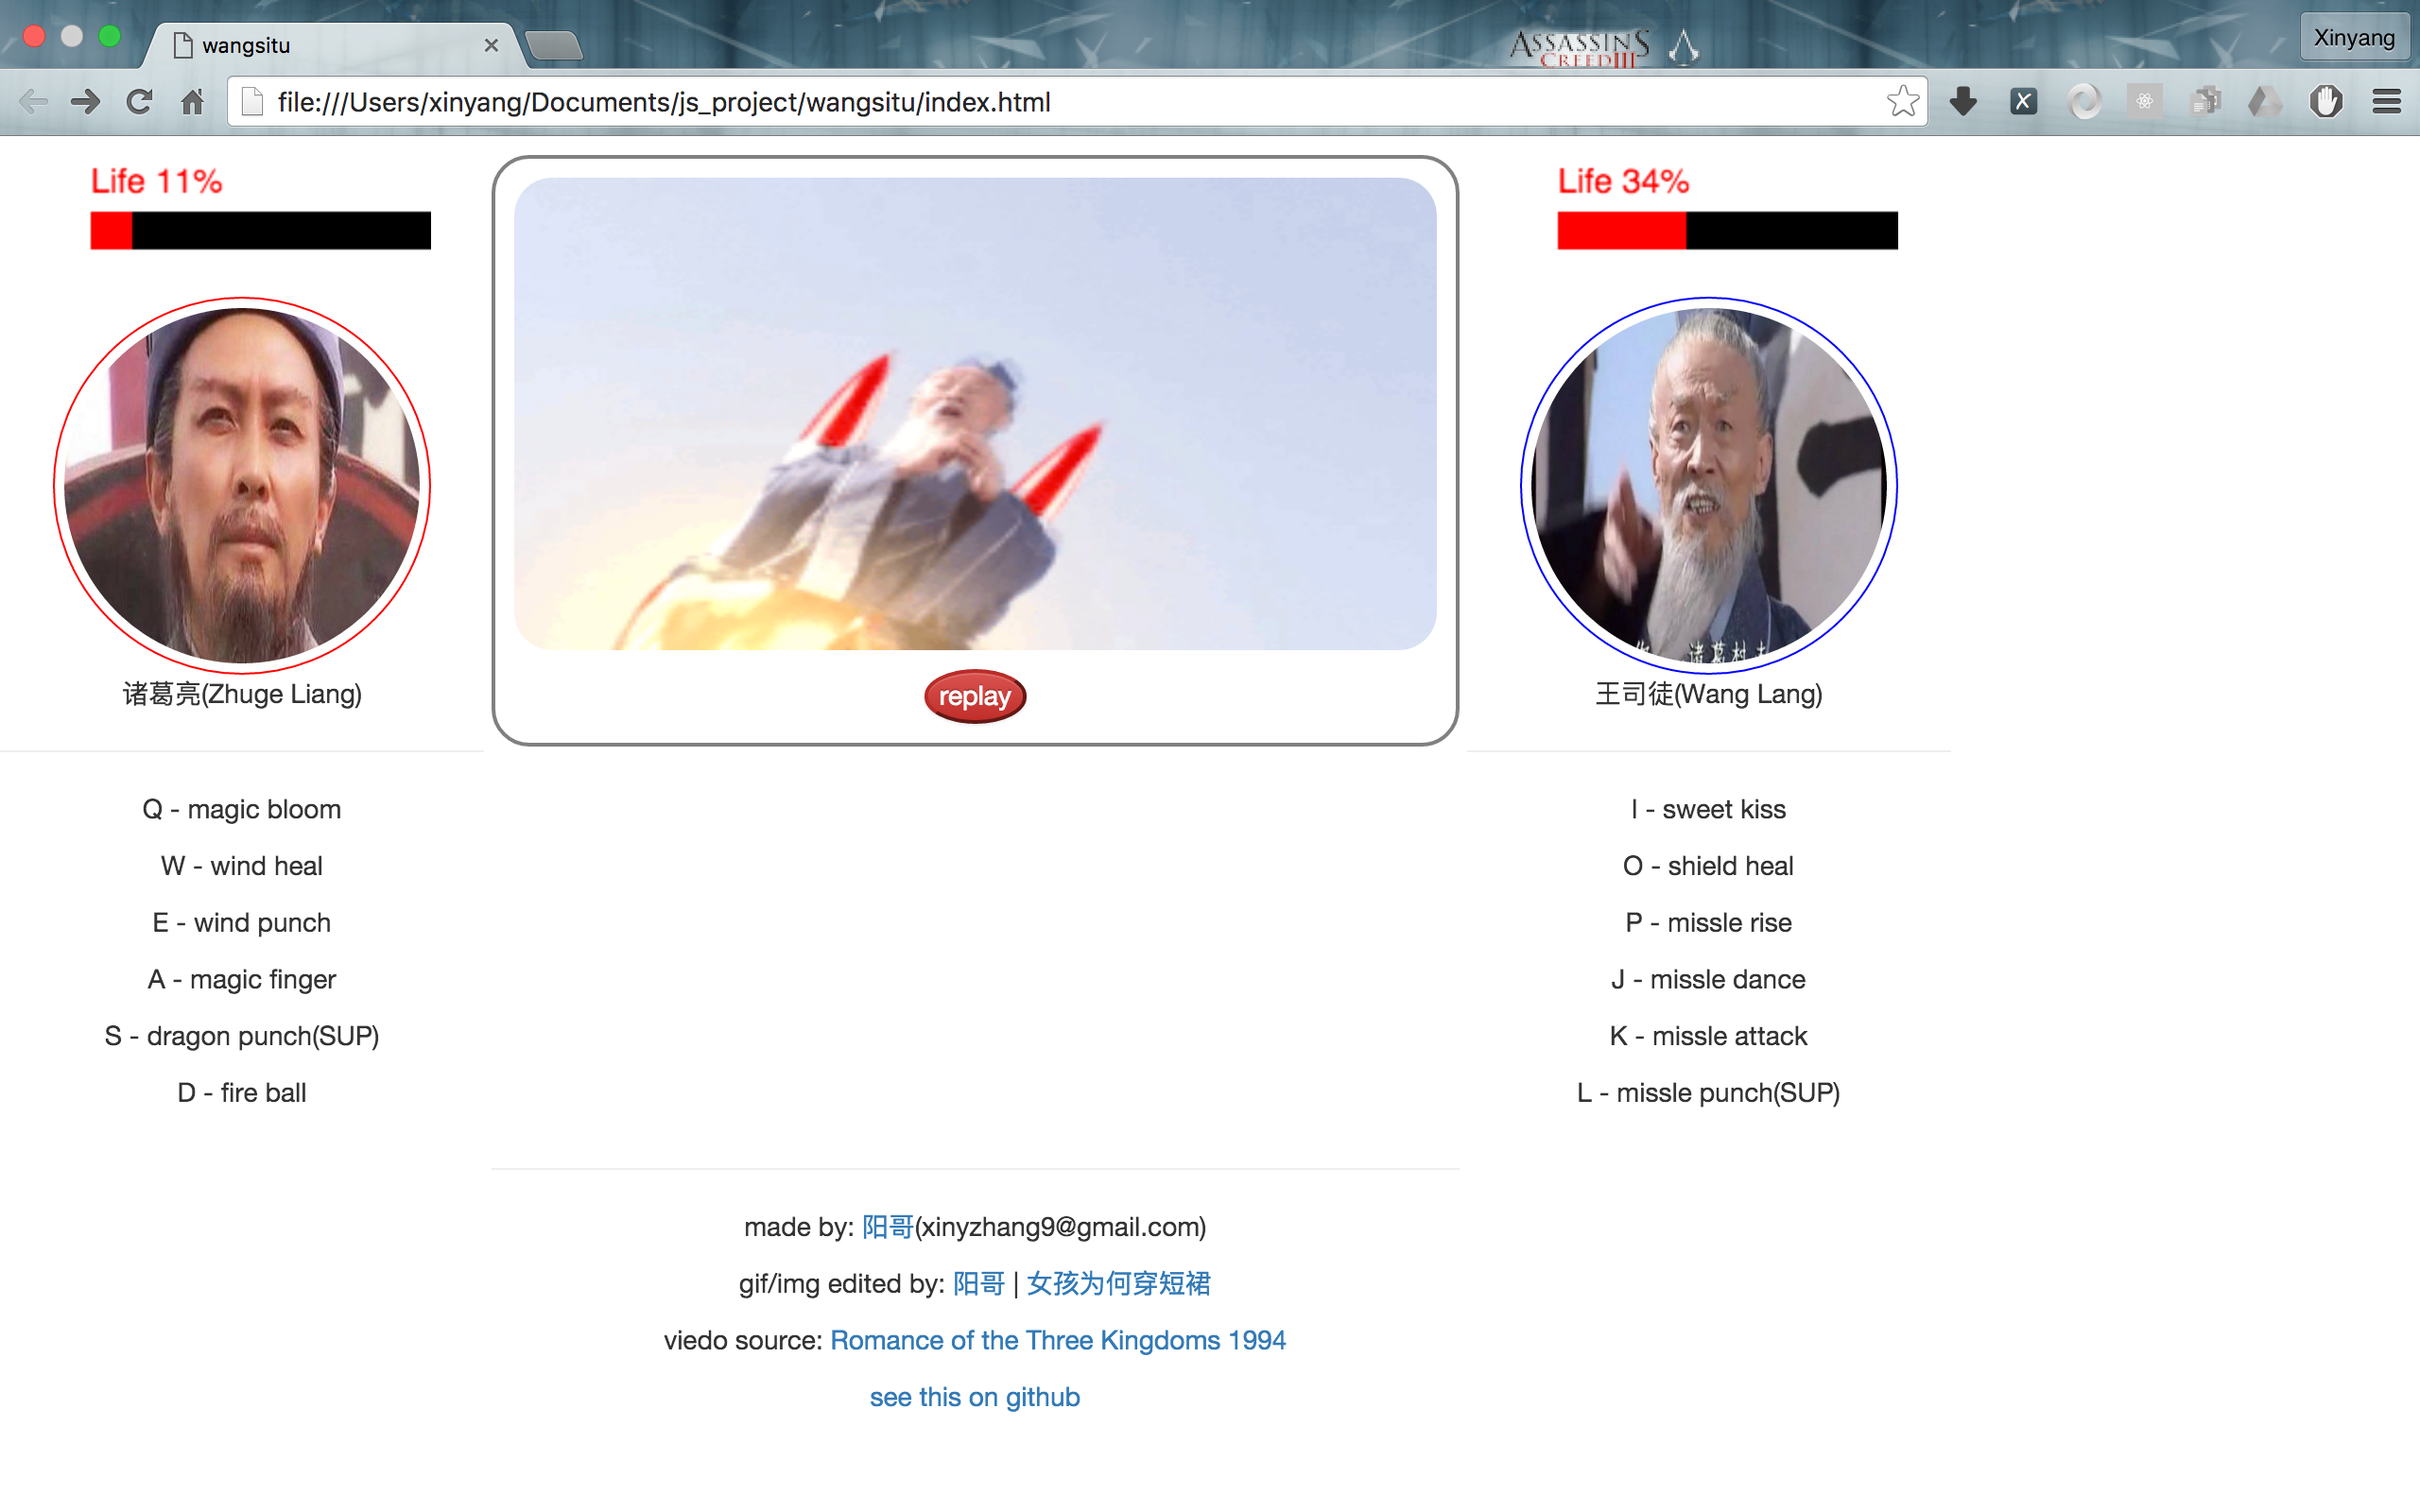 wangsitu
ASSASSIN'S
CREED III
Xinyang
file:///Users/xinyang/Documents/js_project/wangsitu/index.html
Life 11%
Life 34%
诸葛亮(Zhuge Liang)
replay
王司徒(Wang Lang)
Q - magic bloom
W - wind heal
E - wind punch
A - magic finger
S - dragon punch(SUP)
D - fire ball
I - sweet kiss
O - shield heal
P - missle rise
J - missle dance
K - missle attack
L - missle punch(SUP)
made by: 阳哥(xinyzhang9@gmail.com)
gif/img edited by: 阳哥 | 女孩为何穿短裙
viedo source: Romance of the Three Kingdoms 1994
see this on github